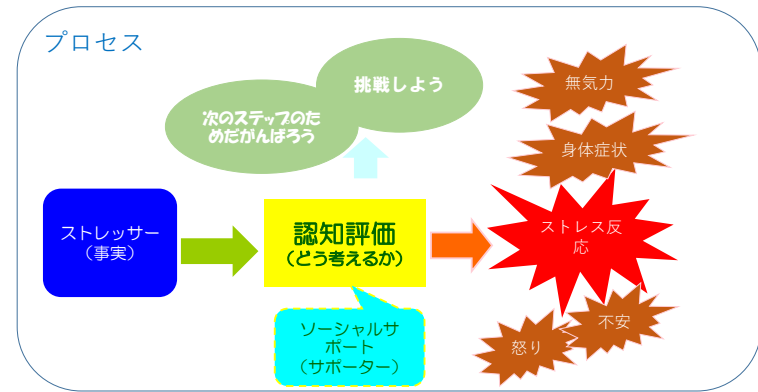 プロセス
挑戦しよう
次のステップのた
めだがんばろう
無気力
身体症状
ストレッサー
（事実）
認知評価
（どう考えるか）
ストレス反
応
ソーシャルサ
ポート
（サポーター）
不安
怒り